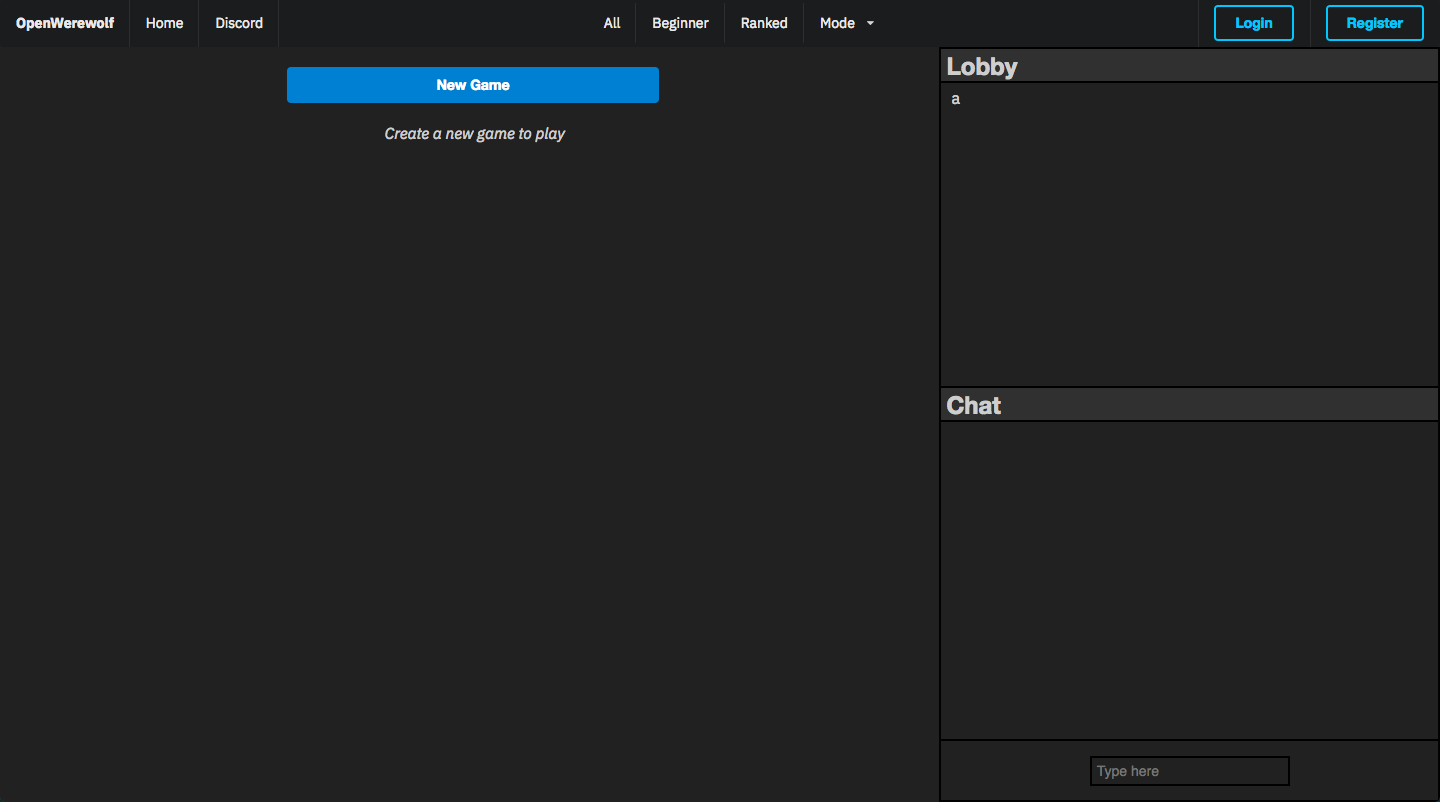 OpenWerewolf Home Discord All Beginner Ranked Mode Login Register
New Game
Create a new game to play
Lobby
a
Chat
Type here